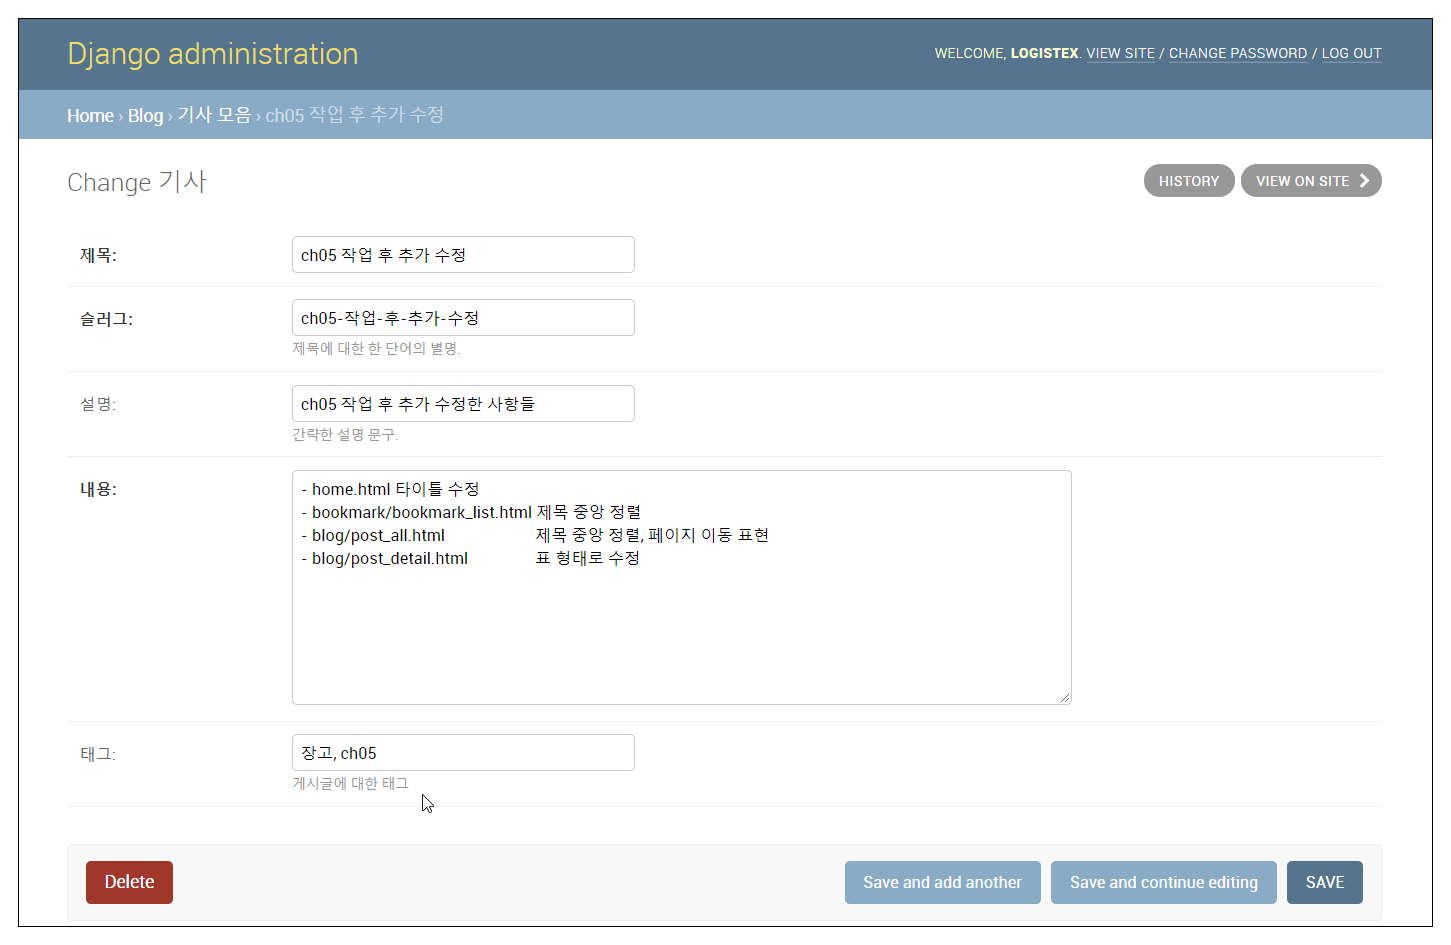 Django administration
WELCOME, LOGISTEX. VIEW SITE / CHANGE PASSWORD / LOG OUT
Home › Blog › 기사 모음 › ch05 작업 후 추가 수정
Change 기사
HISTORY
VIEW ON SITE
제목:
ch05 작업 후 추가 수정
슬러그:
ch05-작업-후-추가-수정
제목에 대한 한 단어의 별명.
설명:
ch05 작업 후 추가 수정한 사항들
간략한 설명 문구.
내용:
- home.html 타이틀 수정
- bookmark/bookmark_list.html 제목 중앙 정렬
- blog/post_all.html 제목 중앙 정렬, 페이지 이동 표현
- blog/post_detail.html 표 형태로 수정
태그:
장고, ch05
게시글에 대한 태그
Delete
Save and add another
Save and continue editing
SAVE